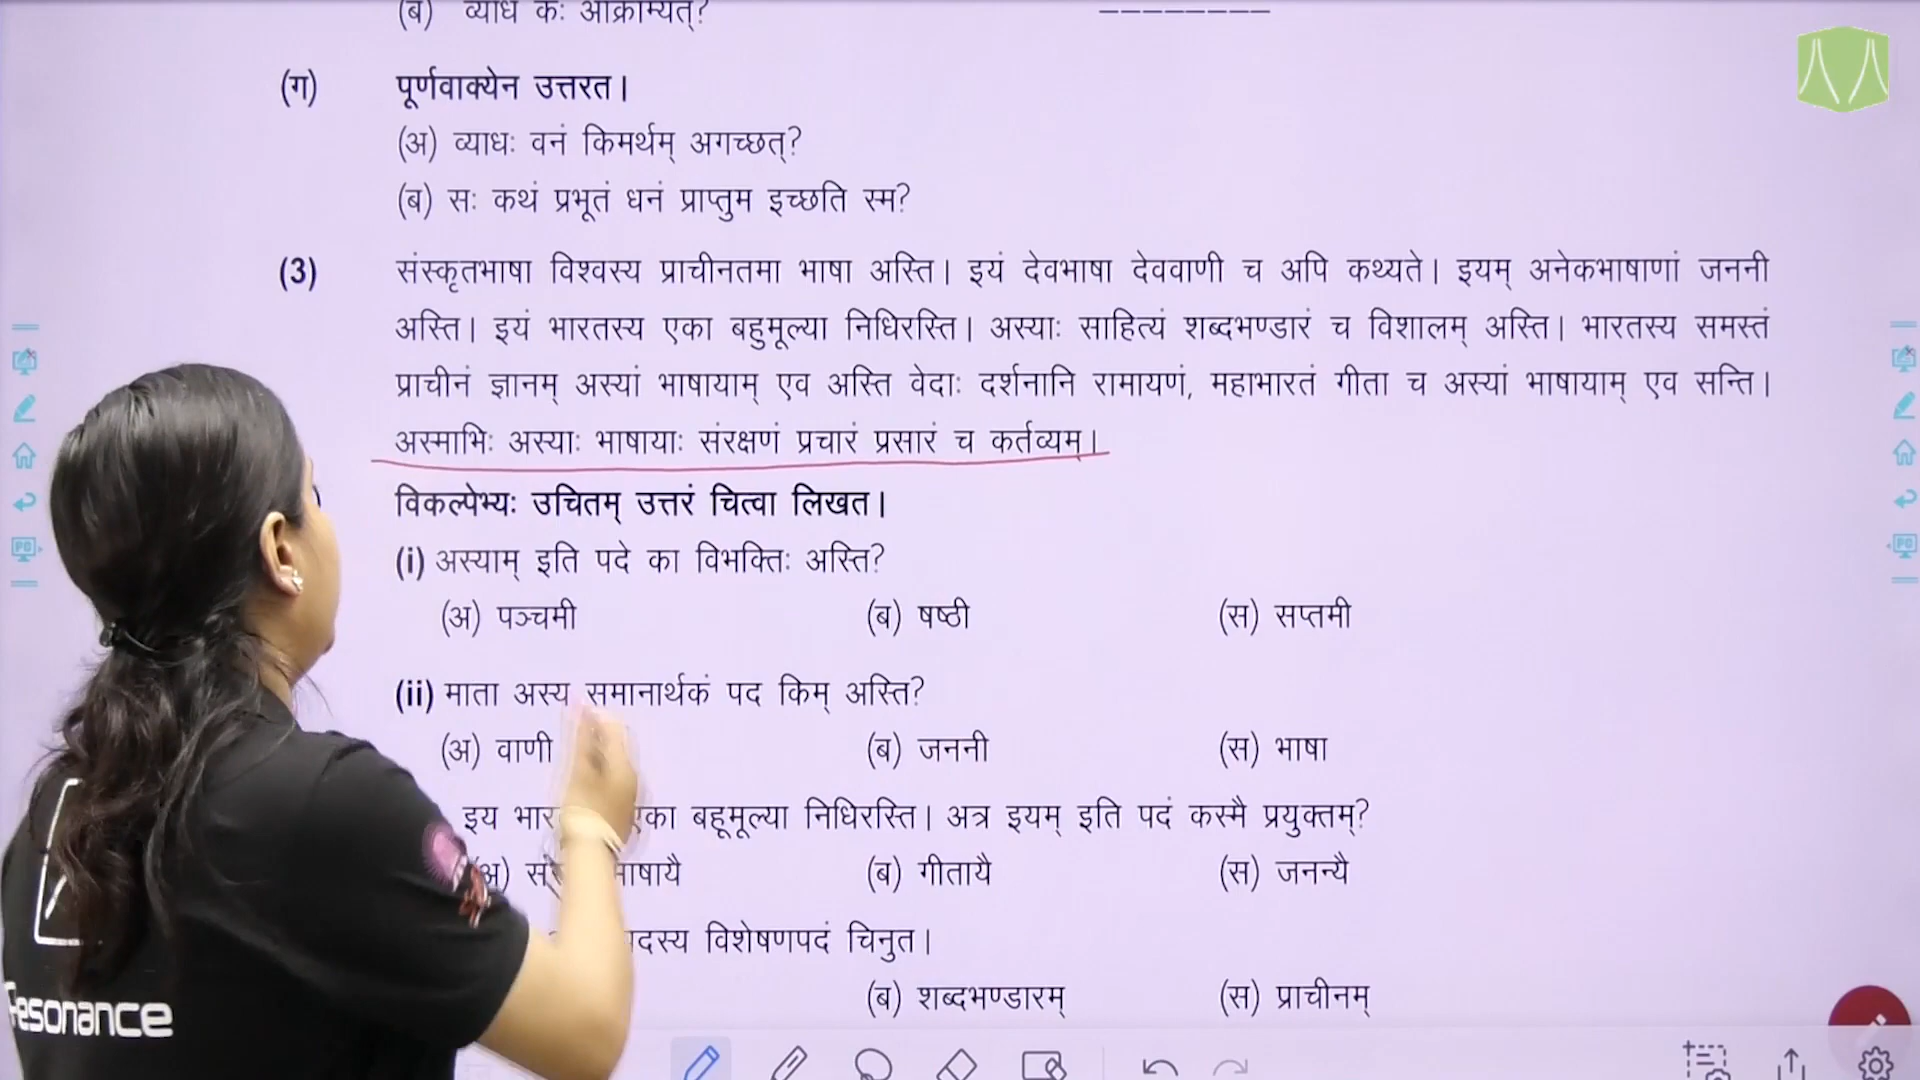 (ब) व्याध कः आक्राम्यत्? ________
(ग) पूर्णवाक्येन उत्तरत।
(अ) व्याधः वनं किमर्थम् अगच्छत्?
(ब) सः कथं प्रभूतं धनं प्राप्तुम इच्छति स्म?
(3) संस्कृतभाषा विश्वस्य प्राचीनतमा भाषा अस्ति। इयं देवभाषा देववाणी च अपि कथ्यते। इयम् अनेकभाषाणां जननी
अस्ति। इयं भारतस्य एका बहुमूल्या निधिरस्ति। अस्याः साहित्यं शब्दभण्डारं च विशालम् अस्ति। भारतस्य समस्तं
प्राचीनं ज्ञानम् अस्यां भाषायाम् एव अस्ति वेदाः दर्शनानि रामायणं, महाभारतं गीता च अस्यां भाषायाम् एव सन्ति।
अस्माभिः अस्याः भाषायाः संरक्षणं प्रचारं प्रसारं च कर्तव्यम्।
विकल्पेभ्यः उचितम् उत्तरं चित्वा लिखत।
(i) अस्याम् इति पदे का विभक्तिः अस्ति?
(अ) पञ्चमी (ब) षष्ठी (स) सप्तमी
(ii) माता अस्य समानार्थकं पद किम् अस्ति?
(अ) वाणी (ब) जननी (स) भाषा
इय एका बहूमूल्या निधिरस्ति। अत्र इयम् इति पदं कस्मै प्रयुक्तम्?
(अ) (ब) गीतायै (स) जनन्यै
विशेषणपदं चिनुत।
(ब) शब्दभण्डारम् (स) प्राचीनम्
Resonance